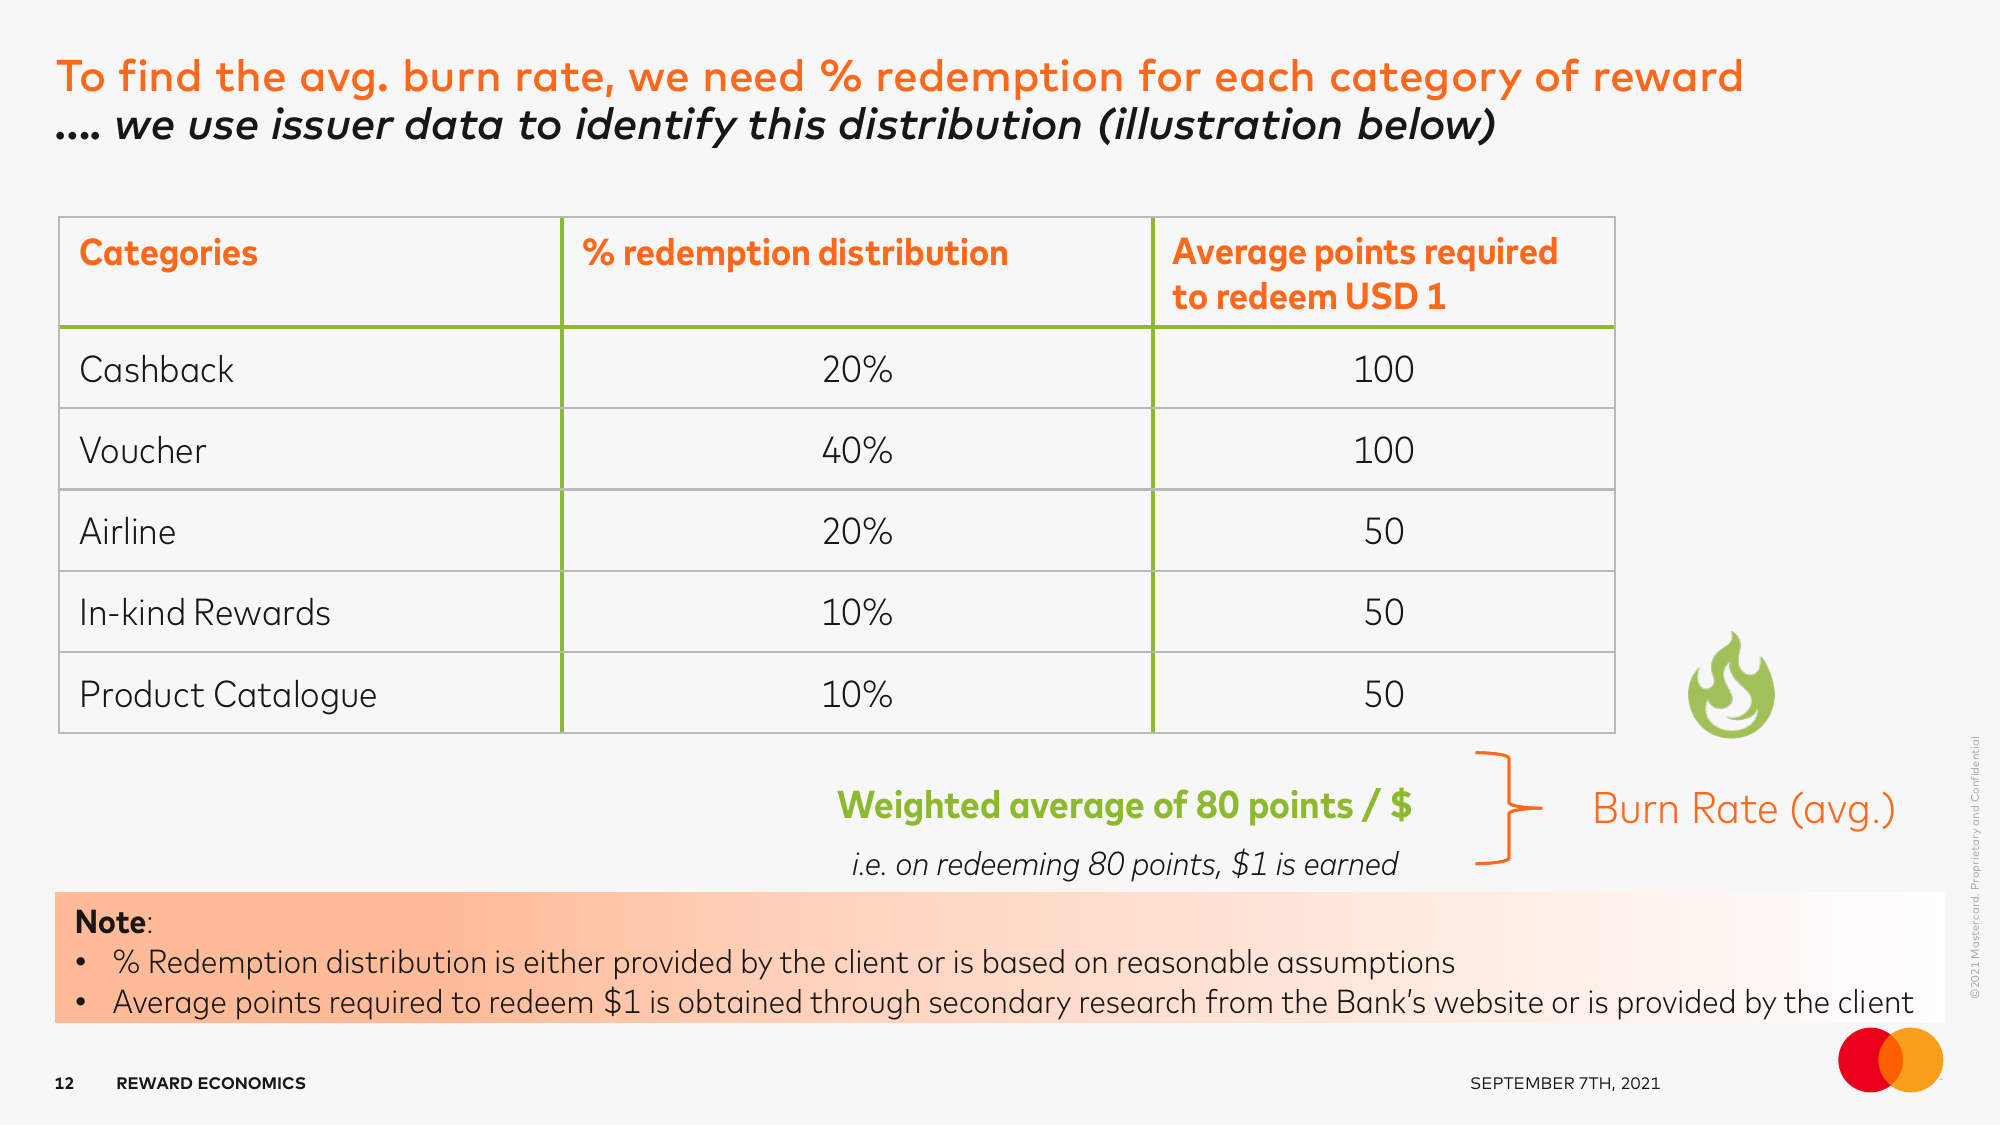 To find the avg. burn rate, we need % redemption for each category of reward
.... we use issuer data to identify this distribution (illustration below)
Categories
% redemption distribution
Average points required
to redeem USD 1
Cashback
20%
100
Voucher
40%
100
Airline
20%
50
In-kind Rewards
10%
50
Product Catalogue
10%
50
Weighted average of 80 points / $
i.e. on redeeming 80 points, $1 is earned
Burn Rate (avg.)
Note:
• % Redemption distribution is either provided by the client or is based on reasonable assumptions
• Average points required to redeem $1 is obtained through secondary research from the Bank’s website or is provided by the client
©2021 Mastercard. Proprietary and Confidential
12
REWARD ECONOMICS
SEPTEMBER 7TH, 2021